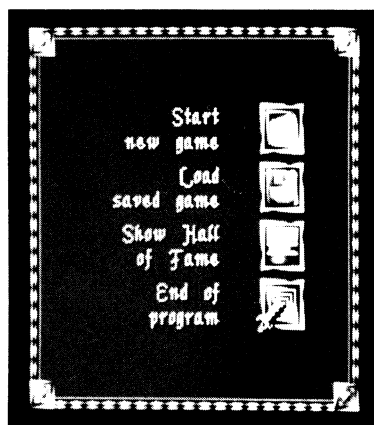 Start
new game
Load
saved game
Show Hall
of Fame
End of
program